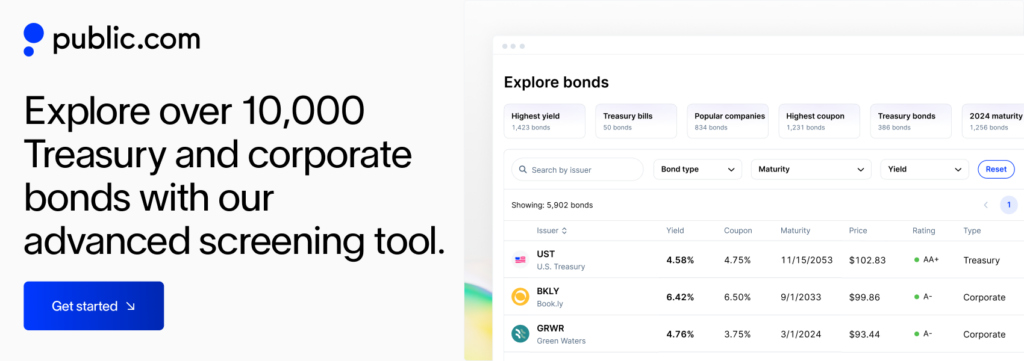 public.com
Explore over 10,000
Treasury and corporate
bonds with our
advanced screening tool.
Get started ↘
Explore bonds
Highest yield
1,423 bonds
Treasury bills
50 bonds
Popular companies
834 bonds
Highest coupon
1,231 bonds
Treasury bonds
386 bonds
2024 maturity
1,256 bonds
Search by issuer
Bond type
Maturity
Yield
Reset
Showing: 5,902 bonds
1
Issuer Yield Coupon Maturity Price Rating Type
UST
U.S. Treasury
4.58% 4.75% 11/15/2053 $102.83 AA+ Treasury
BKLY
Book.ly
6.42% 6.50% 9/1/2033 $99.86 A- Corporate
GRWR
Green Waters
4.76% 3.75% 3/1/2024 $93.44 A- Corporate